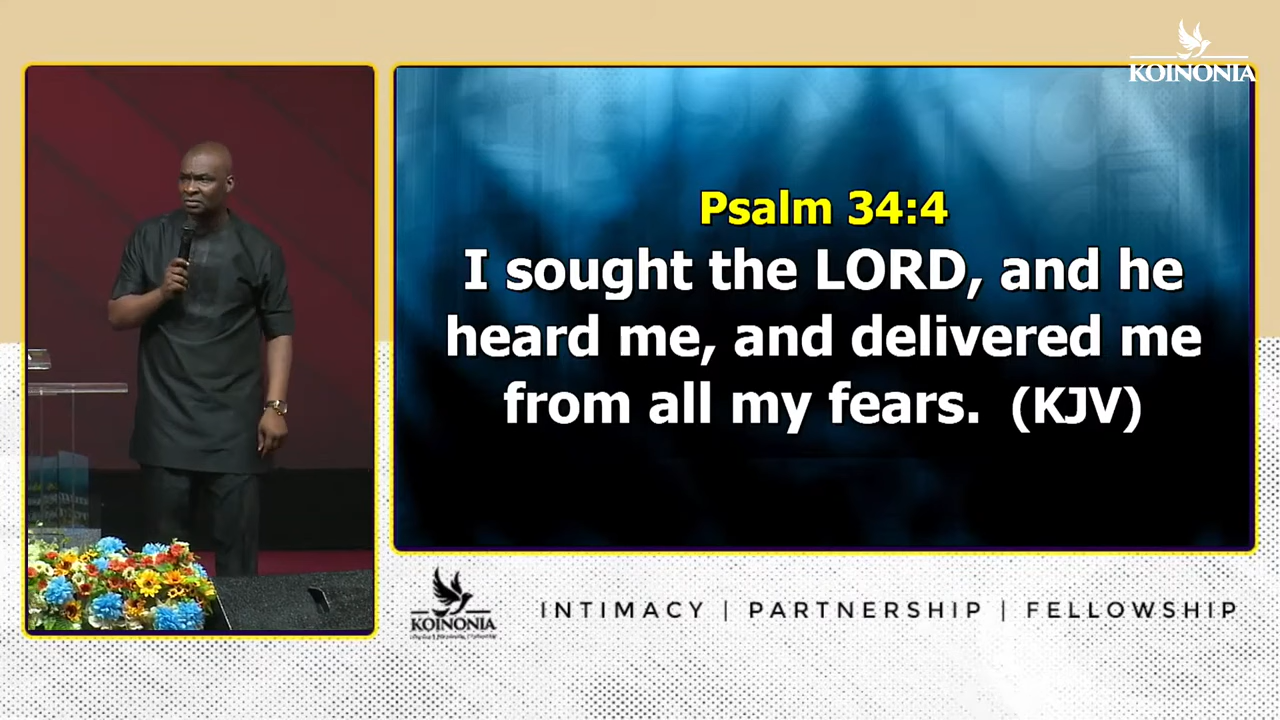 KOINONIA
Psalm 34:4
I sought the LORD, and he
heard me, and delivered me
from all my fears. (KJV)
KOINONIA
INTIMACY | PARTNERSHIP | FELLOWSHIP